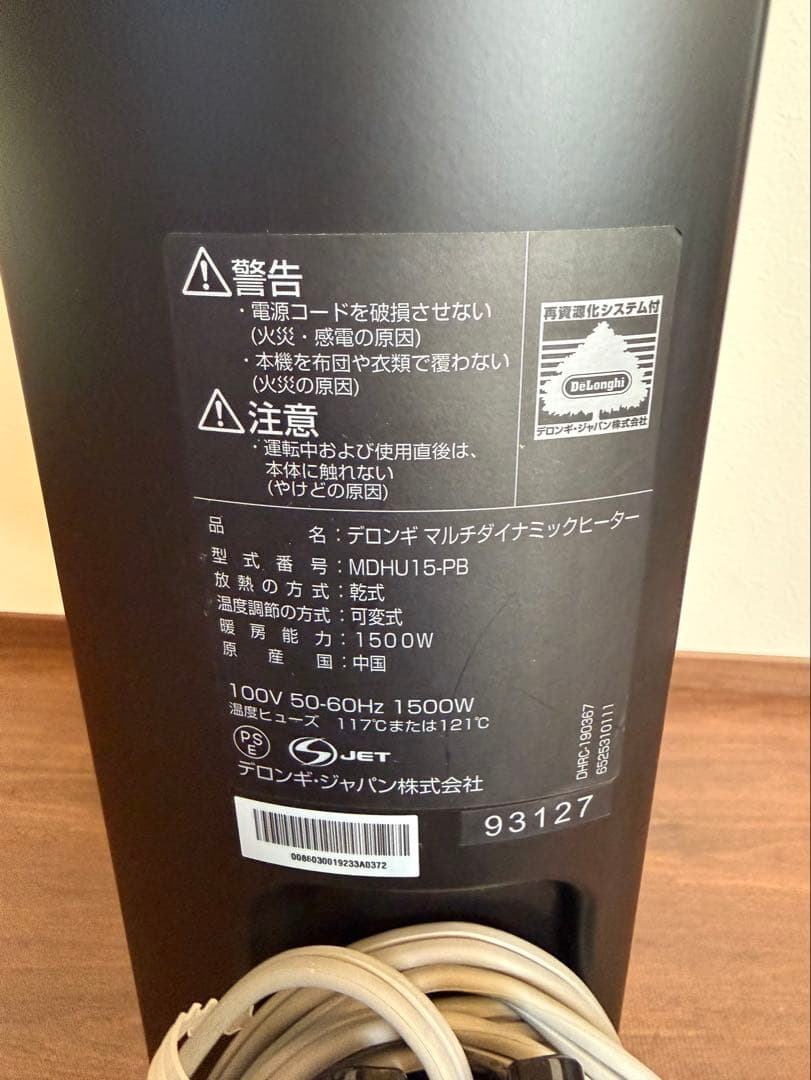 警告
・電源コードを破損させない
(火災・感電の原因)
・本機を布団や衣類で覆わない
(火災の原因)
注意
・運転中および使用直後は、
本体に触れない
(やけどの原因)
再資源化システム付
DeLonghi
デロンギ・ジャパン株式会社
品名：デロンギ マルチダイナミックヒーター
型式番号：MDHU15-PB
放熱の方式：乾式
温度調節の方式：可変式
暖房能力：1500W
原産国：中国
100V 50-60Hz 1500W
温度ヒューズ 117℃または121℃
PSE JET
デロンギ・ジャパン株式会社
DHRC-190367
6525310111
93127
0086030019233A0372